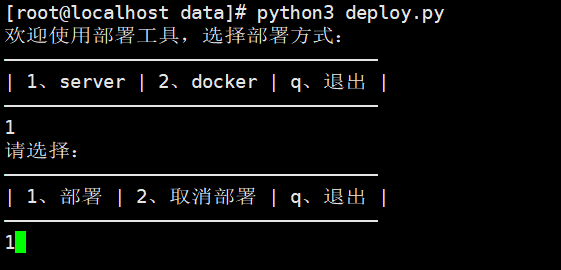 [root@localhost data]# python3 deploy.py
欢迎使用部署工具，选择部署方式：
| 1、server | 2、docker | q、退出 |
1
请选择：
| 1、部署 | 2、取消部署 | q、退出 |
1